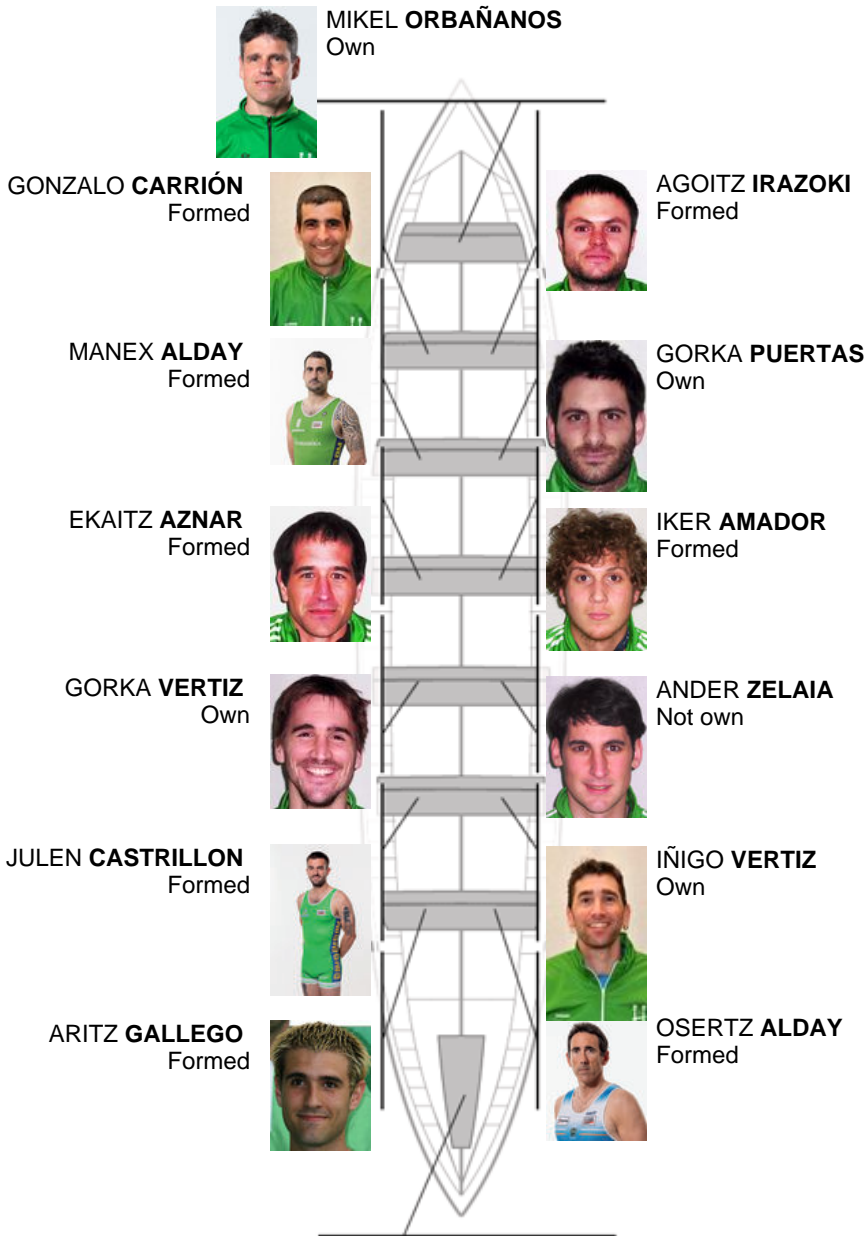 MIKEL ORBAÑANOS
Own
GONZALO CARRIÓN
Formed
AGOITZ IRAZOKI
Formed
MANEX ALDAY
Formed
GORKA PUERTAS
Own
EKAITZ AZNAR
Formed
IKER AMADOR
Formed
GORKA VERTIZ
Own
ANDER ZELAIA
Not own
JULEN CASTRILLON
Formed
IÑIGO VERTIZ
Own
ARITZ GALLEGO
Formed
OSERTZ ALDAY
Formed